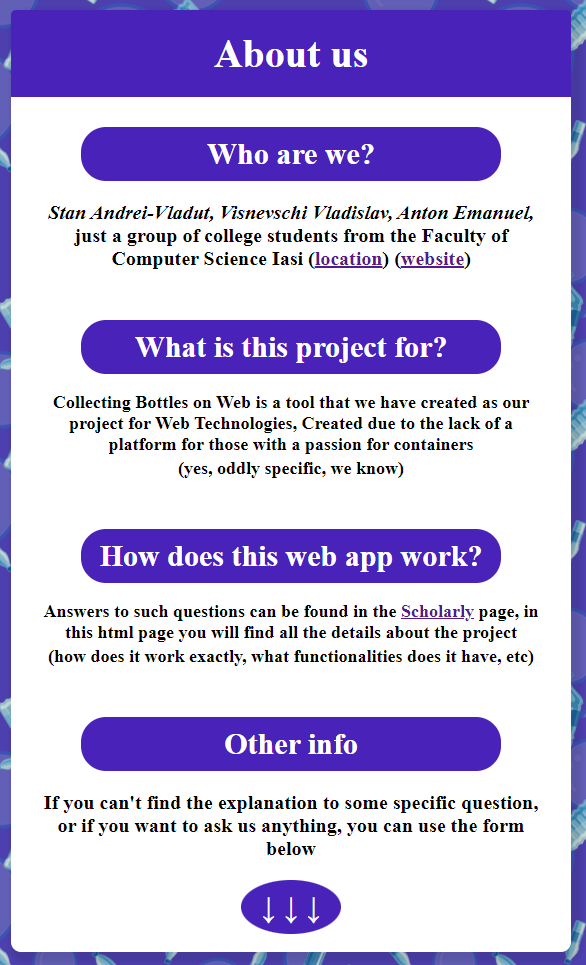 About us
Who are we?
Stan Andrei-Vladut, Visnevschi Vladislav, Anton Emanuel,
just a group of college students from the Faculty of
Computer Science Iasi (location) (website)
What is this project for?
Collecting Bottles on Web is a tool that we have created as our
project for Web Technologies, Created due to the lack of a
platform for those with a passion for containers
(yes, oddly specific, we know)
How does this web app work?
Answers to such questions can be found in the Scholarly page, in
this html page you will find all the details about the project
(how does it work exactly, what functionalities does it have, etc)
Other info
If you can't find the explanation to some specific question,
or if you want to ask us anything, you can use the form
below
↓↓↓